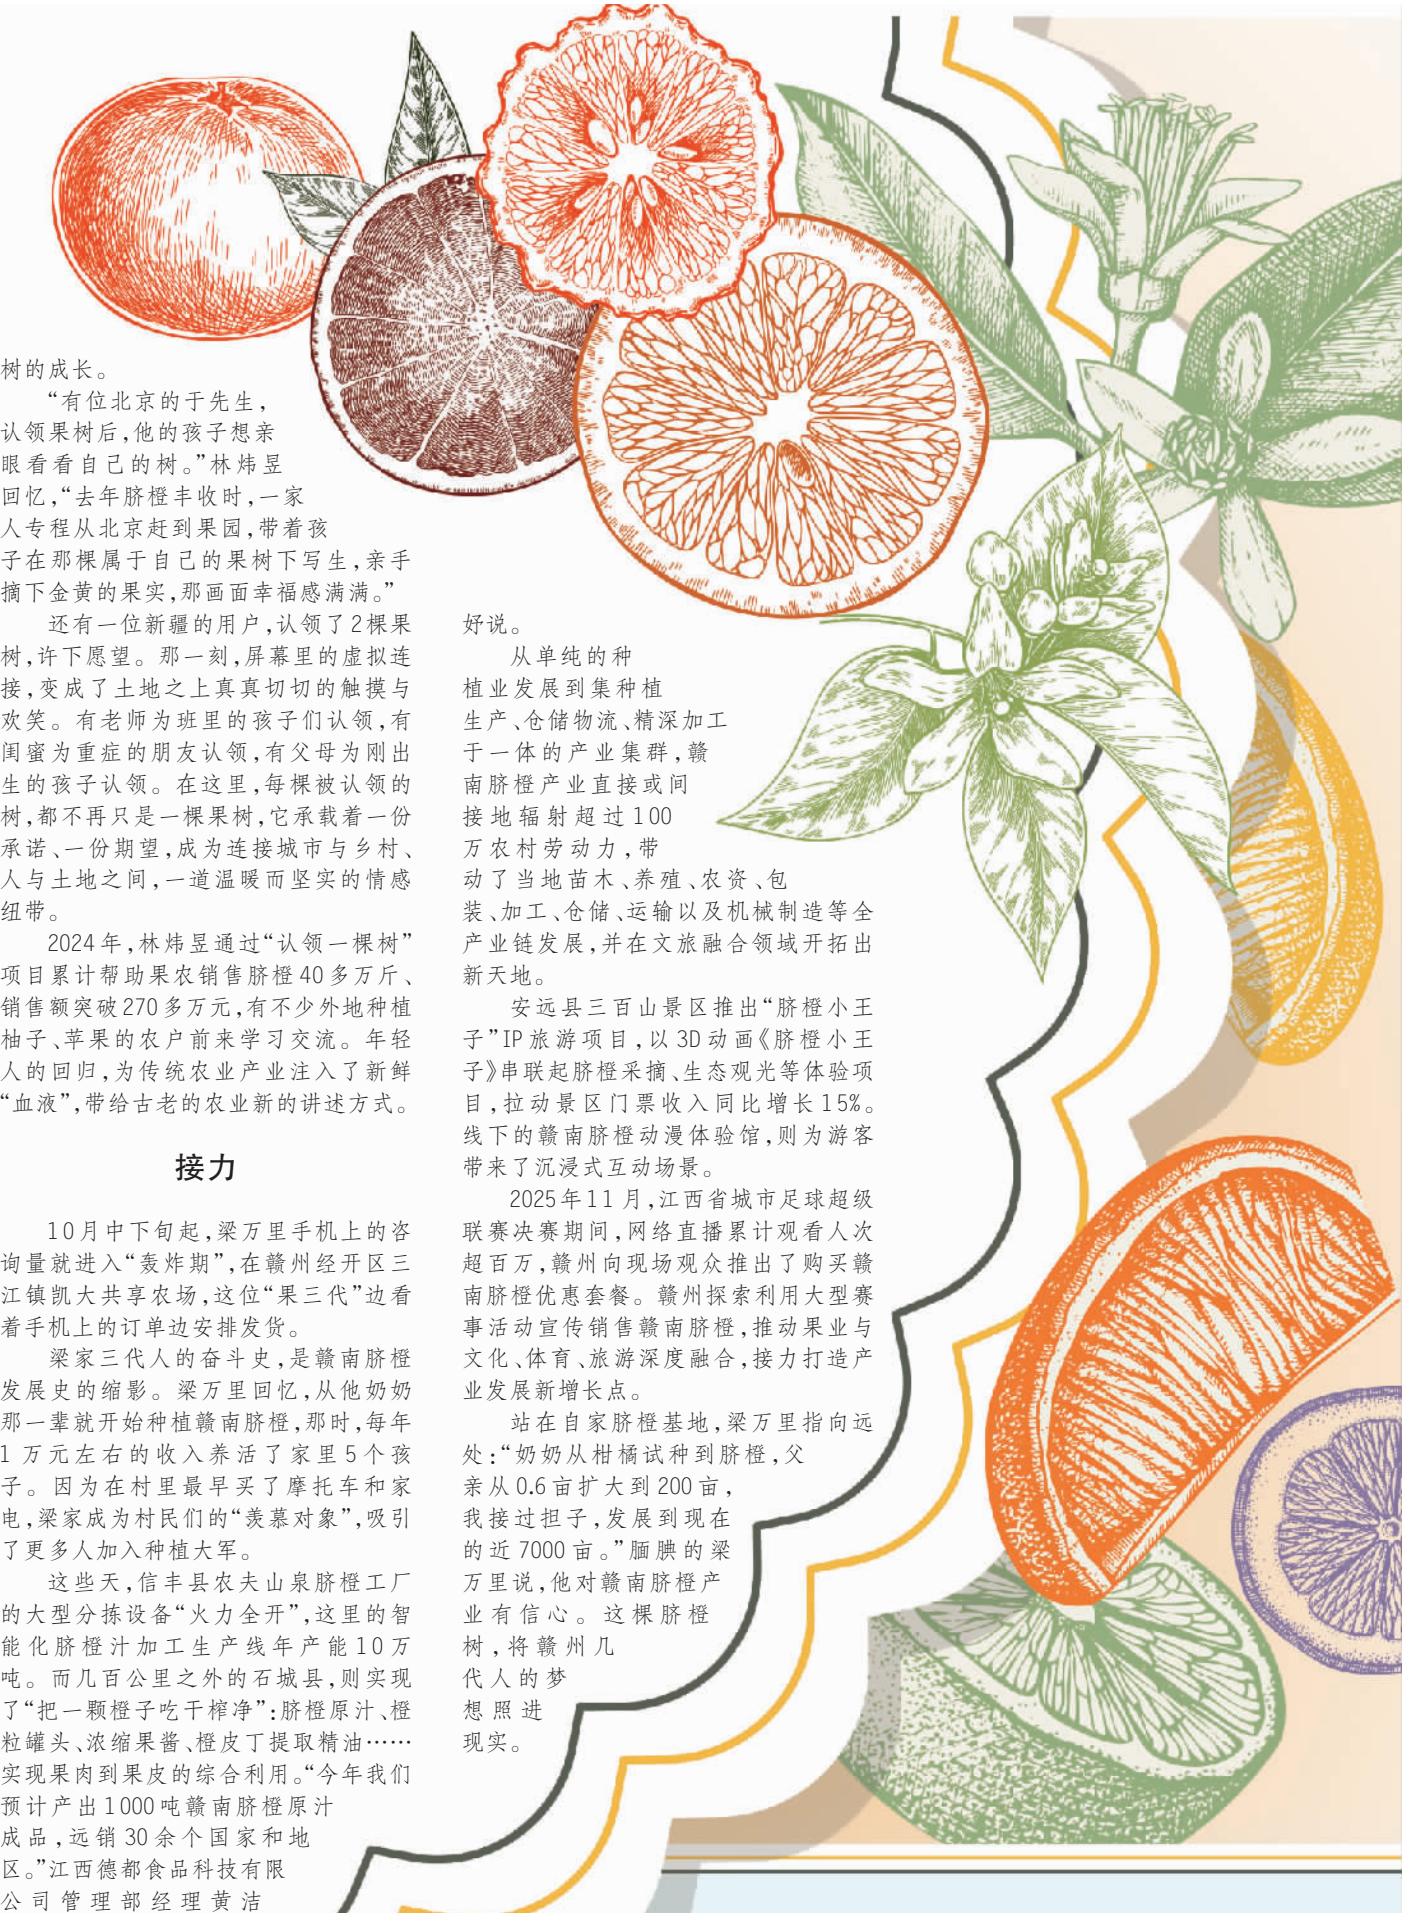 树的成长。
“有位北京的于先生，
认领果树后，他的孩子想亲
眼看看自己的树。”林炜昱
回忆，“去年脐橙丰收时，一家
人专程从北京赶到果园，带着孩
子在那棵属于自己的果树下写生，亲手
摘下金黄的果实，那画面幸福感满满。”
还有一位新疆的用户，认领了2棵果
树，许下愿望。那一刻，屏幕里的虚拟连
接，变成了土地之上真真切切的触摸与
欢笑。有老师为班里的孩子们认领，有
闺蜜为重症的朋友认领，有父母为刚出
生的孩子认领。在这里，每棵被认领的
树，都不再只是一棵果树，它承载着一份
承诺、一份期望，成为连接城市与乡村、
人与土地之间，一道温暖而坚实的情感
纽带。
2024年，林炜昱通过“认领一棵树”
项目累计帮助果农销售脐橙40多万斤、
销售额突破270多万元，有不少外地种植
柚子、苹果的农户前来学习交流。年轻
人的回归，为传统农业产业注入了新鲜
“血液”，带给古老的农业新的讲述方式。
接力
10月中下旬起，梁万里手机上的咨
询量就进入“轰炸期”，在赣州经开区三
江镇凯大共享农场，这位“果三代”边看
着手机上的订单边安排发货。
梁家三代人的奋斗史，是赣南脐橙
发展史的缩影。梁万里回忆，从他奶奶
那一辈就开始种植赣南脐橙，那时，每年
1万元左右的收入养活了家里5个孩
子。因为在村里最早买了摩托车和家
电，梁家成为村民们的“羡慕对象”，吸引
了更多人加入种植大军。
这些天，信丰县农夫山泉脐橙工厂
的大型分拣设备“火力全开”，这里的智
能化脐橙汁加工生产线年产能10万
吨。而几百公里之外的石城县，则实现
了“把一颗橙子吃干榨净”：脐橙原汁、橙
粒罐头、浓缩果酱、橙皮丁提取精油……
实现果肉到果皮的综合利用。“今年我们
预计产出1000吨赣南脐橙原汁
成品，远销30余个国家和地
区。”江西德都食品科技有限
公司管理部经理黄洁
好说。
从单纯的种
植业发展到集种植
生产、仓储物流、精深加工
于一体的产业集群，赣
南脐橙产业直接或间
接地辐射超过100
万农村劳动力，带
动了当地苗木、养殖、农资、包
装、加工、仓储、运输以及机械制造等全
产业链发展，并在文旅融合领域开拓出
新天地。
安远县三百山景区推出“脐橙小王
子”IP旅游项目，以3D动画《脐橙小王
子》串联起脐橙采摘、生态观光等体验项
目，拉动景区门票收入同比增长15%。
线下的赣南脐橙动漫体验馆，则为游客
带来了沉浸式互动场景。
2025年11月，江西省城市足球超级
联赛决赛期间，网络直播累计观看人次
超百万，赣州向现场观众推出了购买赣
南脐橙优惠套餐。赣州探索利用大型赛
事活动宣传销售赣南脐橙，推动果业与
文化、体育、旅游深度融合，接力打造产
业发展新增长点。
站在自家脐橙基地，梁万里指向远
处：“奶奶从柑橘试种到脐橙，父
亲从0.6亩扩大到200亩，
我接过担子，发展到现在
的近7000亩。”腼腆的梁
万里说，他对赣南脐橙产
业有信心。这棵脐橙
树，将赣州几
代人的梦
想照进
现实。